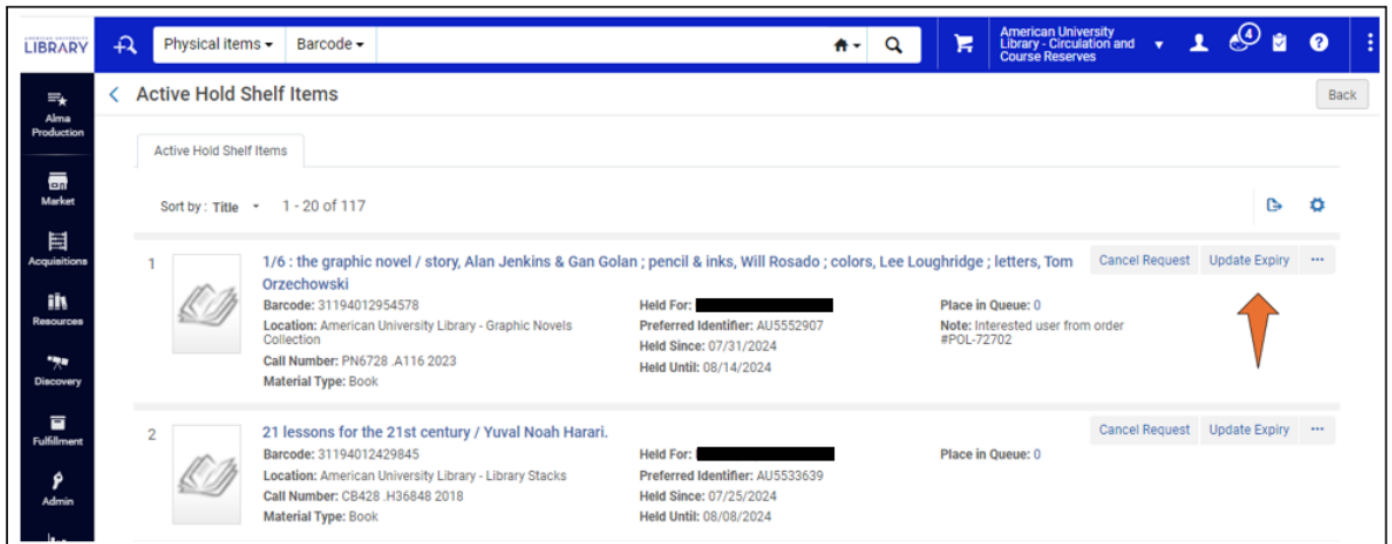 AMERICAN UNIVERSITY
LIBRARY
Physical items
Barcode
American University
Library - Circulation and
Course Reserves
4
Alma
Production
Market
Acquisitions
Resources
Discovery
Fulfillment
Admin
Active Hold Shelf Items
Back
Active Hold Shelf Items
Sort by : Title 1 - 20 of 117
1
1/6 : the graphic novel / story, Alan Jenkins & Gan Golan ; pencil & inks, Will Rosado ; colors, Lee Loughridge ; letters, Tom
Orzechowski
Cancel Request Update Expiry ...
Barcode: 31194012954578
Location: American University Library - Graphic Novels
Collection
Call Number: PN6728 .A116 2023
Material Type: Book
Held For:
Preferred Identifier: AU5552907
Held Since: 07/31/2024
Held Until: 08/14/2024
Place in Queue: 0
Note: Interested user from order
#POL-72702
2
21 lessons for the 21st century / Yuval Noah Harari.
Cancel Request Update Expiry ...
Barcode: 31194012429845
Location: American University Library - Library Stacks
Call Number: CB428 .H36848 2018
Material Type: Book
Held For:
Preferred Identifier: AU5533639
Held Since: 07/25/2024
Held Until: 08/08/2024
Place in Queue: 0